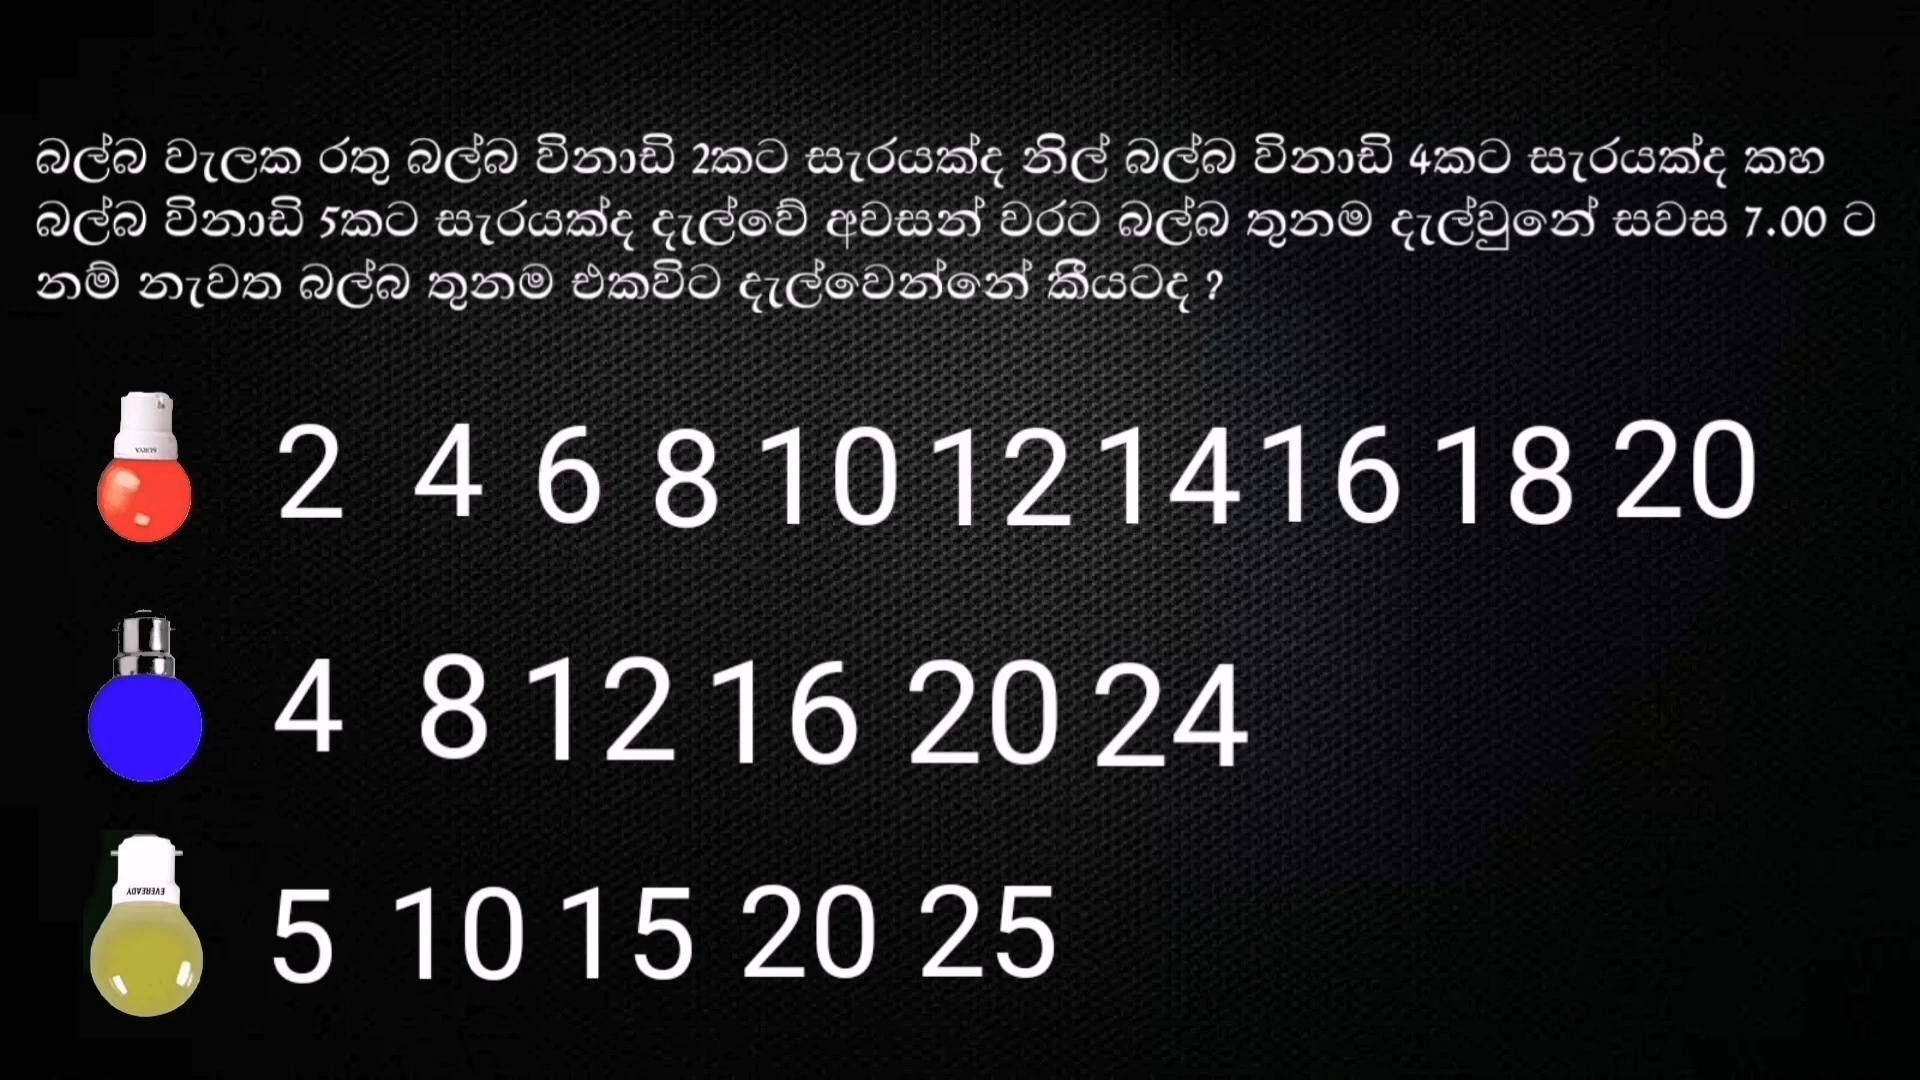 බල්බ වැලක රතු බල්බ විනාඩි 2කට සැරයක්ද නිල් බල්බ විනාඩි 4කට සැරයක්ද කහ
බල්බ විනාඩි 5කට සැරයක්ද දැල්වේ අවසන් වරට බල්බ තුනම දැල්වුනේ සවස 7.00 ට
නම් නැවත බල්බ තුනම එකවිට දැල්වෙන්නේ කීයටද ?
SURYA
2 4 6 8 10 12 14 16 18 20
4 8 12 16 20 24
EVEREADY
5 10 15 20 25